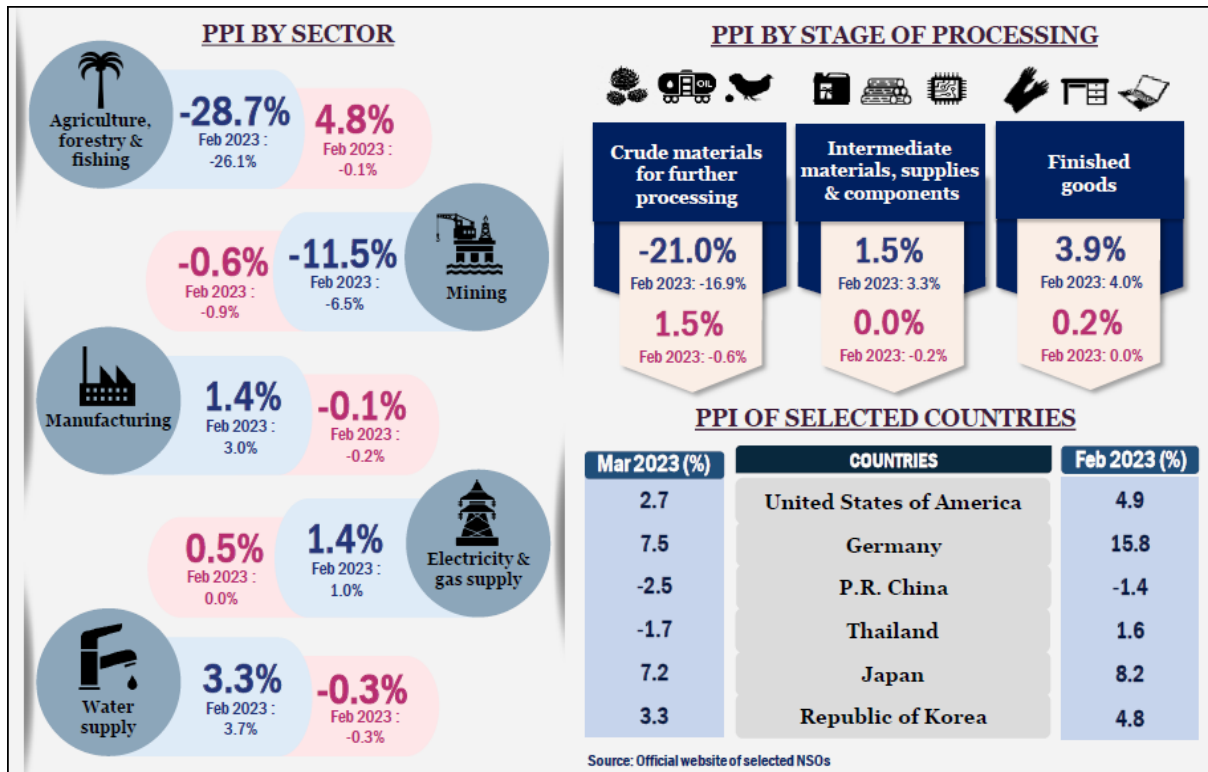 PPI BY SECTOR
Agriculture,
forestry &
fishing
-28.7%
Feb 2023 :
-26.1%
4.8%
Feb 2023 :
-0.1%
-0.6%
Feb 2023 :
-0.9%
-11.5%
Feb 2023 :
-6.5%
Mining
Manufacturing
1.4%
Feb 2023 :
3.0%
-0.1%
Feb 2023 :
-0.2%
0.5%
Feb 2023 :
0.0%
1.4%
Feb 2023 :
1.0%
Electricity &
gas supply
Water
supply
3.3%
Feb 2023 :
3.7%
-0.3%
Feb 2023 :
-0.3%
PPI BY STAGE OF PROCESSING
OIL
Crude materials
for further
processing
-21.0%
Feb 2023: -16.9%
1.5%
Feb 2023: -0.6%
Intermediate
materials, supplies
& components
1.5%
Feb 2023: 3.3%
0.0%
Feb 2023: -0.2%
Finished
goods
3.9%
Feb 2023: 4.0%
0.2%
Feb 2023: 0.0%
PPI OF SELECTED COUNTRIES
Mar 2023 (%) COUNTRIES Feb 2023 (%)
2.7 United States of America 4.9
7.5 Germany 15.8
-2.5 P.R. China -1.4
-1.7 Thailand 1.6
7.2 Japan 8.2
3.3 Republic of Korea 4.8
Source: Official website of selected NSOs